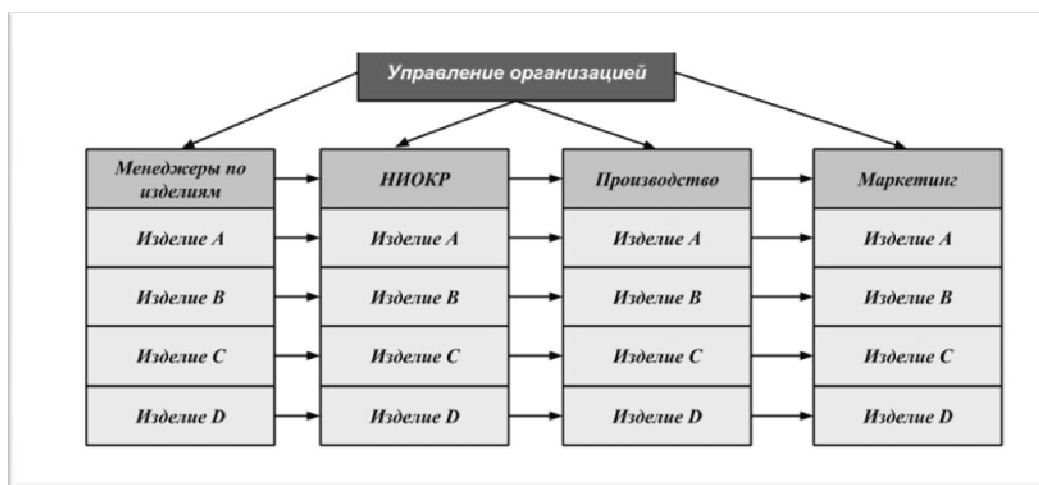 Управление организацией
Менеджеры по
изделиям
НИОКР
Производство
Маркетинг
Изделие A
Изделие A
Изделие A
Изделие A
Изделие B
Изделие B
Изделие B
Изделие B
Изделие C
Изделие C
Изделие C
Изделие C
Изделие D
Изделие D
Изделие D
Изделие D